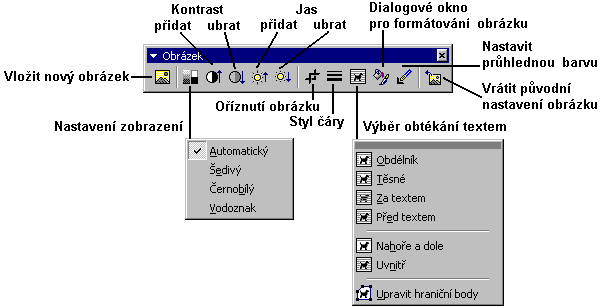 Kontrast
přidat ubrat
Jas
přidat ubrat
Dialogové okno
pro formátování obrázku
Nastavit
průhlednou barvu
Obrázek
Vložit nový obrázek
Oříznutí obrázku
Styl čáry
Vrátit původní
nastavení obrázku
Nastavení zobrazení
Výběr obtékání textem
Automatický
Šedivý
Černobílý
Vodoznak
Obdélník
Těsné
Za textem
Před textem
Nahoře a dole
Uvnitř
Upravit hraniční body